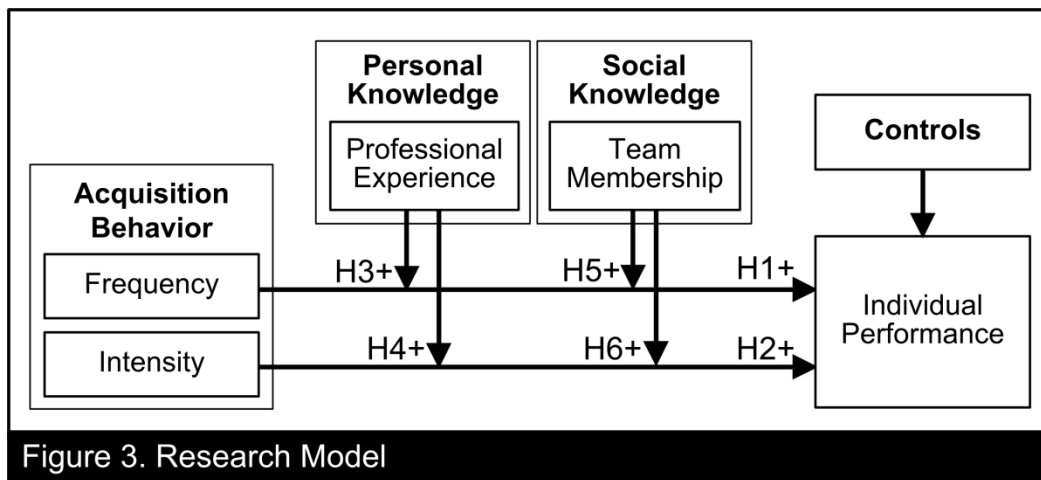 Personal
Knowledge
Professional
Experience
Social
Knowledge
Team
Membership
Controls
Acquisition
Behavior
Frequency
Intensity
H3+
H5+
H1+
H4+
H6+
H2+
Individual
Performance
Figure 3. Research Model